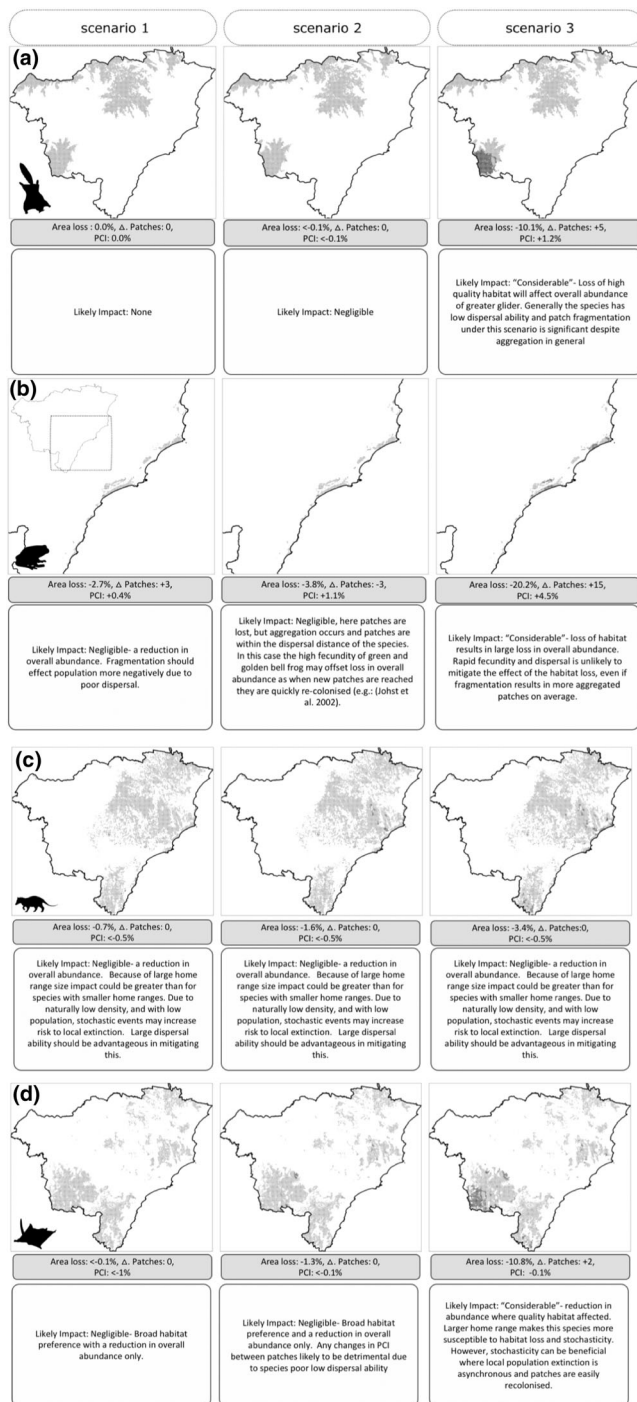 scenario 1
scenario 2
scenario 3
(a)
Area loss : 0.0%, Δ. Patches: 0,
PCI: 0.0%
Area loss: <-0.1%, Δ. Patches: 0,
PCI: <-0.1%
Area loss: -10.1%, Δ. Patches: +5,
PCI: +1.2%
Likely Impact: None
Likely Impact: Negligible
Likely Impact: "Considerable"- Loss of high
quality habitat will affect overall abundance
of greater glider. Generally the species has
low dispersal ability and patch fragmentation
under this scenario is significant despite
aggregation in general
(b)
Area loss: -2.7%, Δ Patches: +3,
PCI: +0.4%
Area loss: -3.8%, Δ Patches: -3,
PCI: +1.1%
Area loss: -20.2%, Δ Patches: +15,
PCI: +4.5%
Likely Impact: Negligible- a reduction in
overall abundance. Fragmentation should
effect population more negatively due to
poor dispersal.
Likely Impact: Negligible, here patches are
lost, but aggregation occurs and patches are
within the dispersal distance of the species.
In this case the high fecundity of green and
golden bell frog may offset loss in overall
abundance as when new patches are reached
they are quickly re-colonised (e.g.: (Johst
et al. 2002).
Likely Impact: "Considerable"- loss of habitat
results in large loss in overall abundance.
Rapid fecundity and dispersal is unlikely to
mitigate the effect of the habitat loss, even if
fragmentation results in more aggregated
patches on average.
(c)
Area loss: -0.7%, Δ. Patches: 0,
PCI: <-0.5%
Area loss: -1.6%, Δ. Patches: 0,
PCI: <-0.5%
Area loss: -3.4%, Δ. Patches:0,
PCI: <-0.5%
Likely Impact: Negligible- a reduction in
overall abundance. Because of large home
range size impact could be greater than for
species with smaller home ranges. Due to
naturally low density, and with low
population, stochastic events may increase
risk to local extinction. Large dispersal
ability should be advantageous in mitigating
this.
Likely Impact: Negligible- a reduction in
overall abundance. Because of large home
range size impact could be greater than for
species with smaller home ranges. Due to
naturally low density, and with low
population, stochastic events may increase
risk to local extinction. Large dispersal
ability should be advantageous in mitigating
this.
Likely Impact: Negligible- a reduction in
overall abundance. Because of large home
range size impact could be greater than for
species with smaller home ranges. Due to
naturally low density, and with low
population, stochastic events may increase
risk to local extinction. Large dispersal
ability should be advantageous in mitigating
this.
(d)
Area loss: <-0.1%, Δ. Patches: 0,
PCI: <-1%
Area loss: -1.3%, Δ. Patches: 0,
PCI: <-0.1%
Area loss: -10.8%, Δ. Patches: +2,
PCI: -0.1%
Likely Impact: Negligible- Broad habitat
preference with a reduction in overall
abundance only.
Likely Impact: Negligible- Broad habitat
preference and a reduction in overall
abundance only. Any changes in PCI
between patches likely to be detrimental due
to species poor low dispersal ability
Likely Impact: "Considerable"- reduction in
abundance where quality habitat affected.
Larger home range makes this species more
susceptible to habitat loss and stochasticity.
However, stochasticity can be beneficial
where local population extinction is
asynchronous and patches are easily
recolonised.